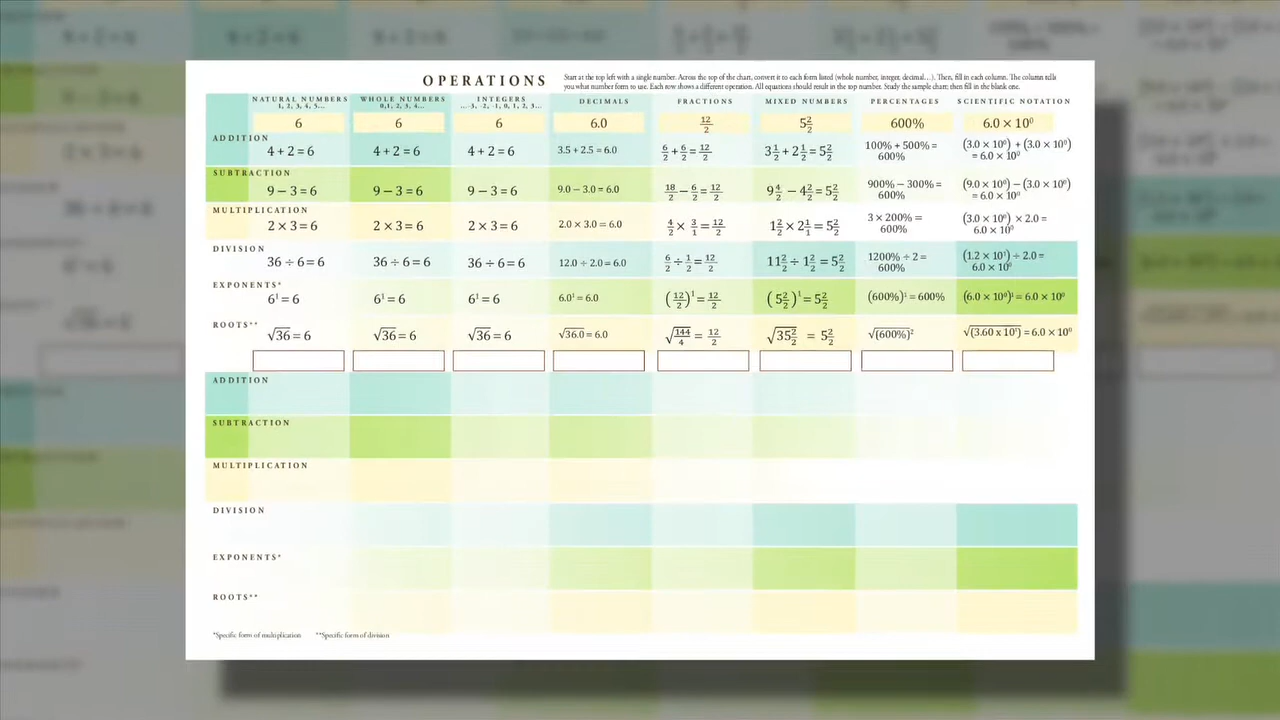 OPERATIONS
Start at the top left with a single number. Across the top of the chart, convert it to each form listed (whole number, integer, decimal…). Then, fill in each column. The column tells
you what number form to use. Each row shows a different operation. All equations should result in the top number. Study the sample chart; then fill in the blank one.
NATURAL NUMBERS WHOLE NUMBERS INTEGERS DECIMALS FRACTIONS MIXED NUMBERS PERCENTAGES SCIENTIFIC NOTATION
1, 2, 3, 4, 5… 0,1, 2, 3, 4… …-3, -2, -1, 0, 1, 2, 3…
6 6 6 6.0 12/2 5 2/2 600% 6.0 × 10⁰
ADDITION
4 + 2 = 6 4 + 2 = 6 4 + 2 = 6 3.5 + 2.5 = 6.0 6/2 + 6/2 = 12/2 3 1/2 + 2 1/2 = 5 2/2 100% + 500% = 600% (3.0 × 10⁰) + (3.0 × 10⁰) = 6.0 × 10⁰
SUBTRACTION
9 − 3 = 6 9 − 3 = 6 9 − 3 = 6 9.0 − 3.0 = 6.0 18/2 − 6/2 = 12/2 9 4/2 − 4 2/2 = 5 2/2 900% − 300% = 600% (9.0 × 10⁰) − (3.0 × 10⁰) = 6.0 × 10⁰
MULTIPLICATION
2 × 3 = 6 2 × 3 = 6 2 × 3 = 6 2.0 × 3.0 = 6.0 4/2 × 3/1 = 12/2 1 2/2 × 2 1/2 = 5 2/2 3 × 200% = 600% (3.0 × 10⁰) × 2.0 = 6.0 × 10⁰
DIVISION
36 ÷ 6 = 6 36 ÷ 6 = 6 36 ÷ 6 = 6 12.0 ÷ 2.0 = 6.0 6/2 ÷ 1/2 = 12/2 11 2/2 ÷ 1 2/2 = 5 2/2 1200% ÷ 2 = 600% (1.2 × 10¹) ÷ 2.0 = 6.0 × 10⁰
EXPONENTS*
6¹ = 6 6¹ = 6 6¹ = 6 6.0¹ = 6.0 (12/2)¹ = 12/2 (5 2/2)¹ = 5 2/2 (600%)¹ = 600% (6.0 × 10⁰)¹ = 6.0 × 10⁰
ROOTS**
√36 = 6 √36 = 6 √36 = 6 √36.0 = 6.0 √144/4 = 12/2 √35 2/2 = 5 2/2 √(600%)² √(3.60 x 10¹) = 6.0 × 10⁰
ADDITION
SUBTRACTION
MULTIPLICATION
DIVISION
EXPONENTS*
ROOTS**
*Specific form of multiplication **Specific form of division